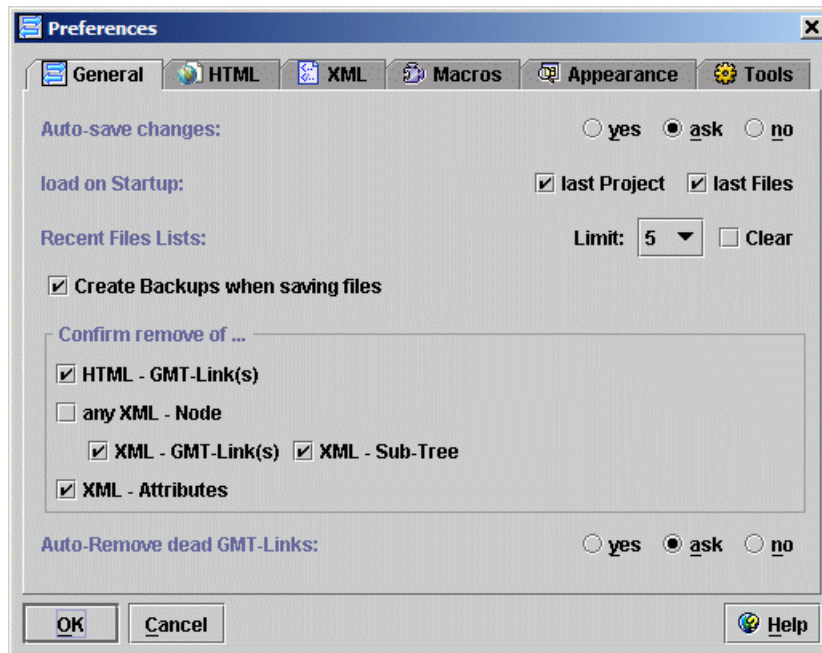 Preferences
General HTML XML Macros Appearance Tools
Auto-save changes: yes ask no
load on Startup: last Project last Files
Recent Files Lists: Limit: 5 Clear
Create Backups when saving files
Confirm remove of ...
HTML - GMT-Link(s)
any XML - Node
XML - GMT-Link(s) XML - Sub-Tree
XML - Attributes
Auto-Remove dead GMT-Links: yes ask no
OK Cancel Help